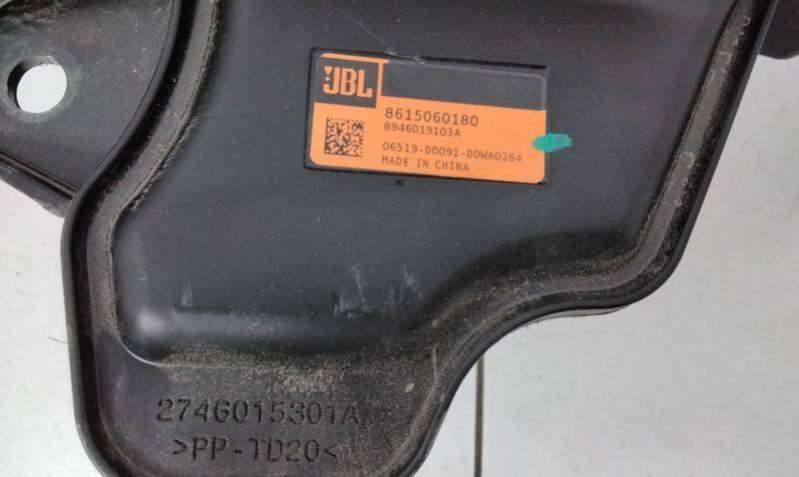 JBL
8615060180
8946019103A
06519-D0091-D0WA0264
MADE IN CHINA
2746015301A
>PP-TD20<